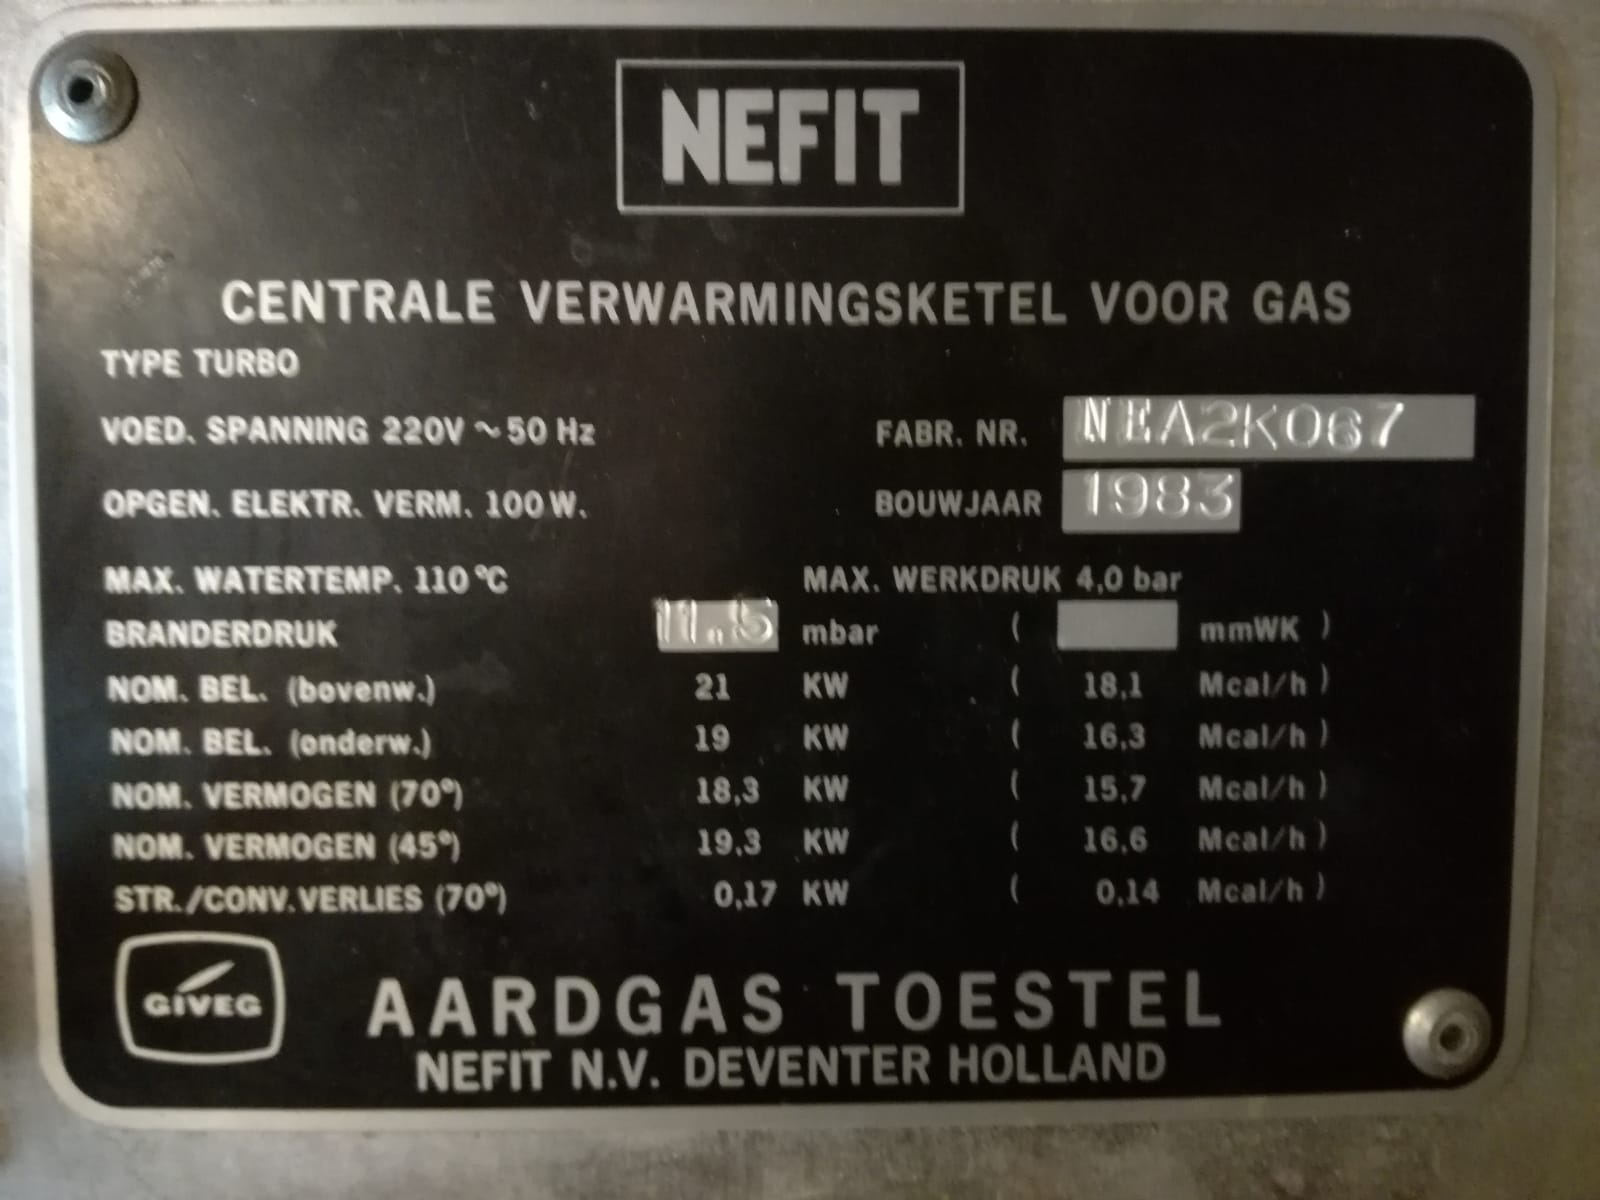 NEFIT
CENTRALE VERWARMINGSKETEL VOOR GAS
TYPE TURBO
VOED. SPANNING 220V ~ 50 Hz FABR. NR. NEA2K067
OPGEN. ELEKTR. VERM. 100 W. BOUWJAAR 1983
MAX. WATERTEMP. 110 °C MAX. WERKDRUK 4,0 bar
BRANDERDRUK 11.5 mbar ( mmWK )
NOM. BEL. (bovenw.) 21 KW ( 18,1 Mcal/h )
NOM. BEL. (onderw.) 19 KW ( 16,3 Mcal/h )
NOM. VERMOGEN (70°) 18,3 KW ( 15,7 Mcal/h )
NOM. VERMOGEN (45°) 19,3 KW ( 16,6 Mcal/h )
STR./CONV. VERLIES (70°) 0,17 KW ( 0,14 Mcal/h )
GIVEG
AARDGAS TOESTEL
NEFIT N.V. DEVENTER HOLLAND